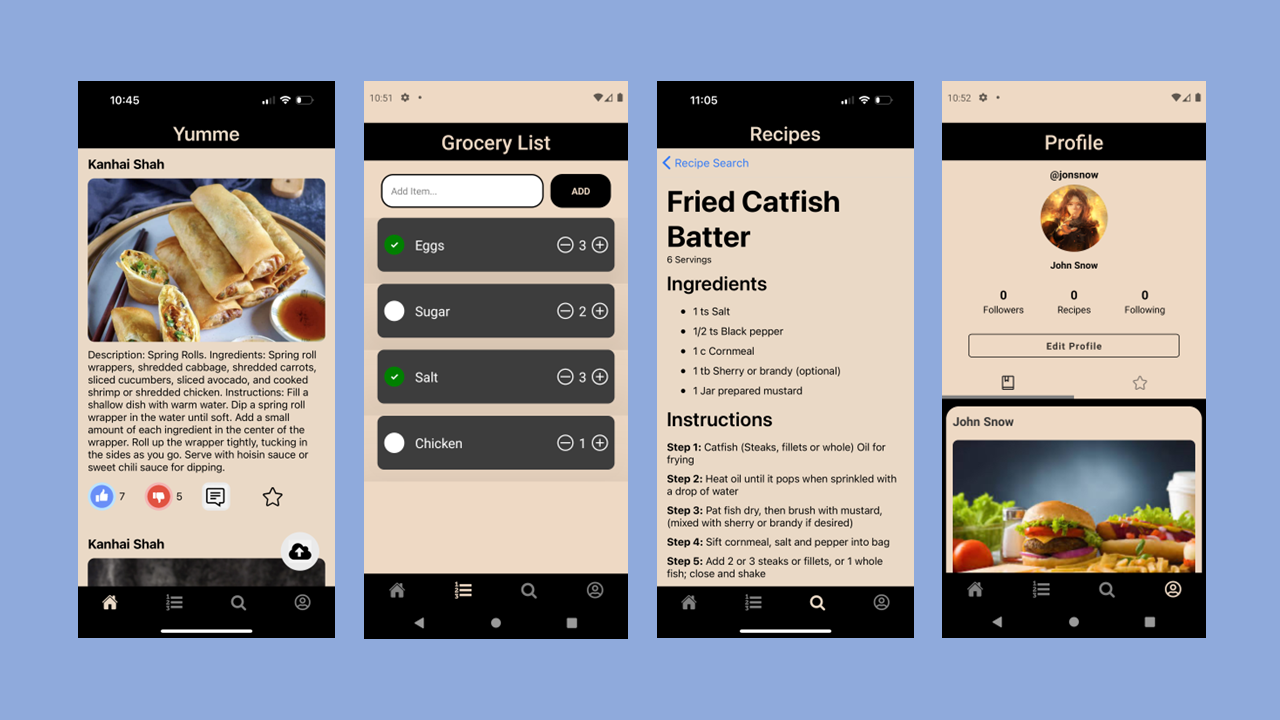 10:45
Yumme
Kanhai Shah
Description: Spring Rolls. Ingredients: Spring roll
wrappers, shredded cabbage, shredded carrots,
sliced cucumbers, sliced avocado, and cooked
shrimp or shredded chicken. Instructions: Fill a
shallow dish with warm water. Dip a spring roll
wrapper in the water until soft. Add a small
amount of each ingredient in the center of the
wrapper. Roll up the wrapper tightly, tucking in
the sides as you go. Serve with hoisin sauce or
sweet chili sauce for dipping.
7 5
Kanhai Shah
10:51
Grocery List
Add Item... ADD
Eggs 3
Sugar 2
Salt 3
Chicken 1
11:05
Recipes
Recipe Search
Fried Catfish
Batter
6 Servings
Ingredients
• 1 ts Salt
• 1/2 ts Black pepper
• 1 c Cornmeal
• 1 tb Sherry or brandy (optional)
• 1 Jar prepared mustard
Instructions
Step 1: Catfish (Steaks, fillets or whole) Oil for
frying
Step 2: Heat oil until it pops when sprinkled with
a drop of water
Step 3: Pat fish dry, then brush with mustard,
(mixed with sherry or brandy if desired)
Step 4: Sift cornmeal, salt and pepper into bag
Step 5: Add 2 or 3 steaks or fillets, or 1 whole
fish; close and shake
10:52
Profile
@jonsnow
John Snow
0 0 0
Followers Recipes Following
Edit Profile
John Snow